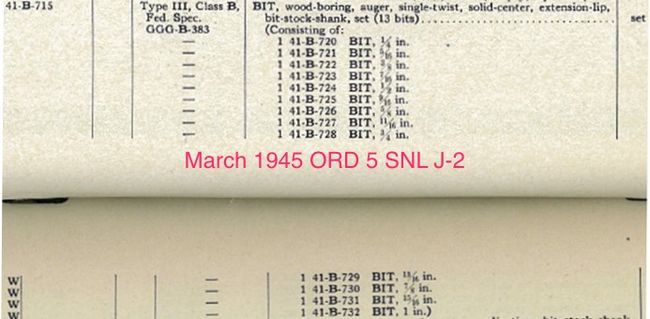 41-B-715 Type III, Class B, BIT, wood-boring, auger, single-twist, solid-center, extension-lip,
Fed. Spec. bit-stock-shank, set (13 bits)........................ set
GGG-B-383 (Consisting of:
— 1 41-B-720 BIT, 1/4 in.
— 1 41-B-721 BIT, 5/16 in.
— 1 41-B-722 BIT, 3/8 in.
— 1 41-B-723 BIT, 7/16 in.
— 1 41-B-724 BIT, 1/2 in.
— 1 41-B-725 BIT, 9/16 in.
— 1 41-B-726 BIT, 5/8 in.
— 1 41-B-727 BIT, 11/16 in.
— 1 41-B-728 BIT, 3/4 in.
March 1945 ORD 5 SNL J-2
W — 1 41-B-729 BIT, 13/16 in.
W — 1 41-B-730 BIT, 7/8 in.
W — 1 41-B-731 BIT, 15/16 in.
W — 1 41-B-732 BIT, 1 in.)